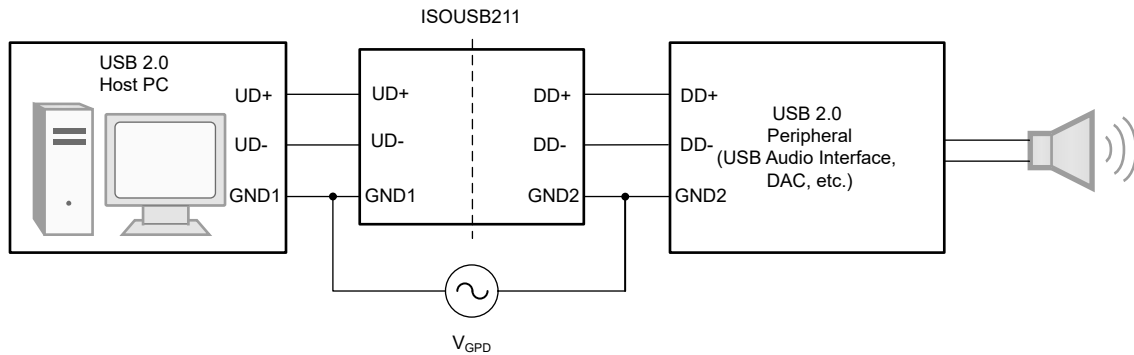 ISOUSB211
USB 2.0
Host PC
UD+
UD-
GND1
UD+
UD-
GND1
DD+
DD-
GND2
DD+
DD-
GND2
USB 2.0
Peripheral
(USB Audio Interface,
DAC, etc.)
VGPD